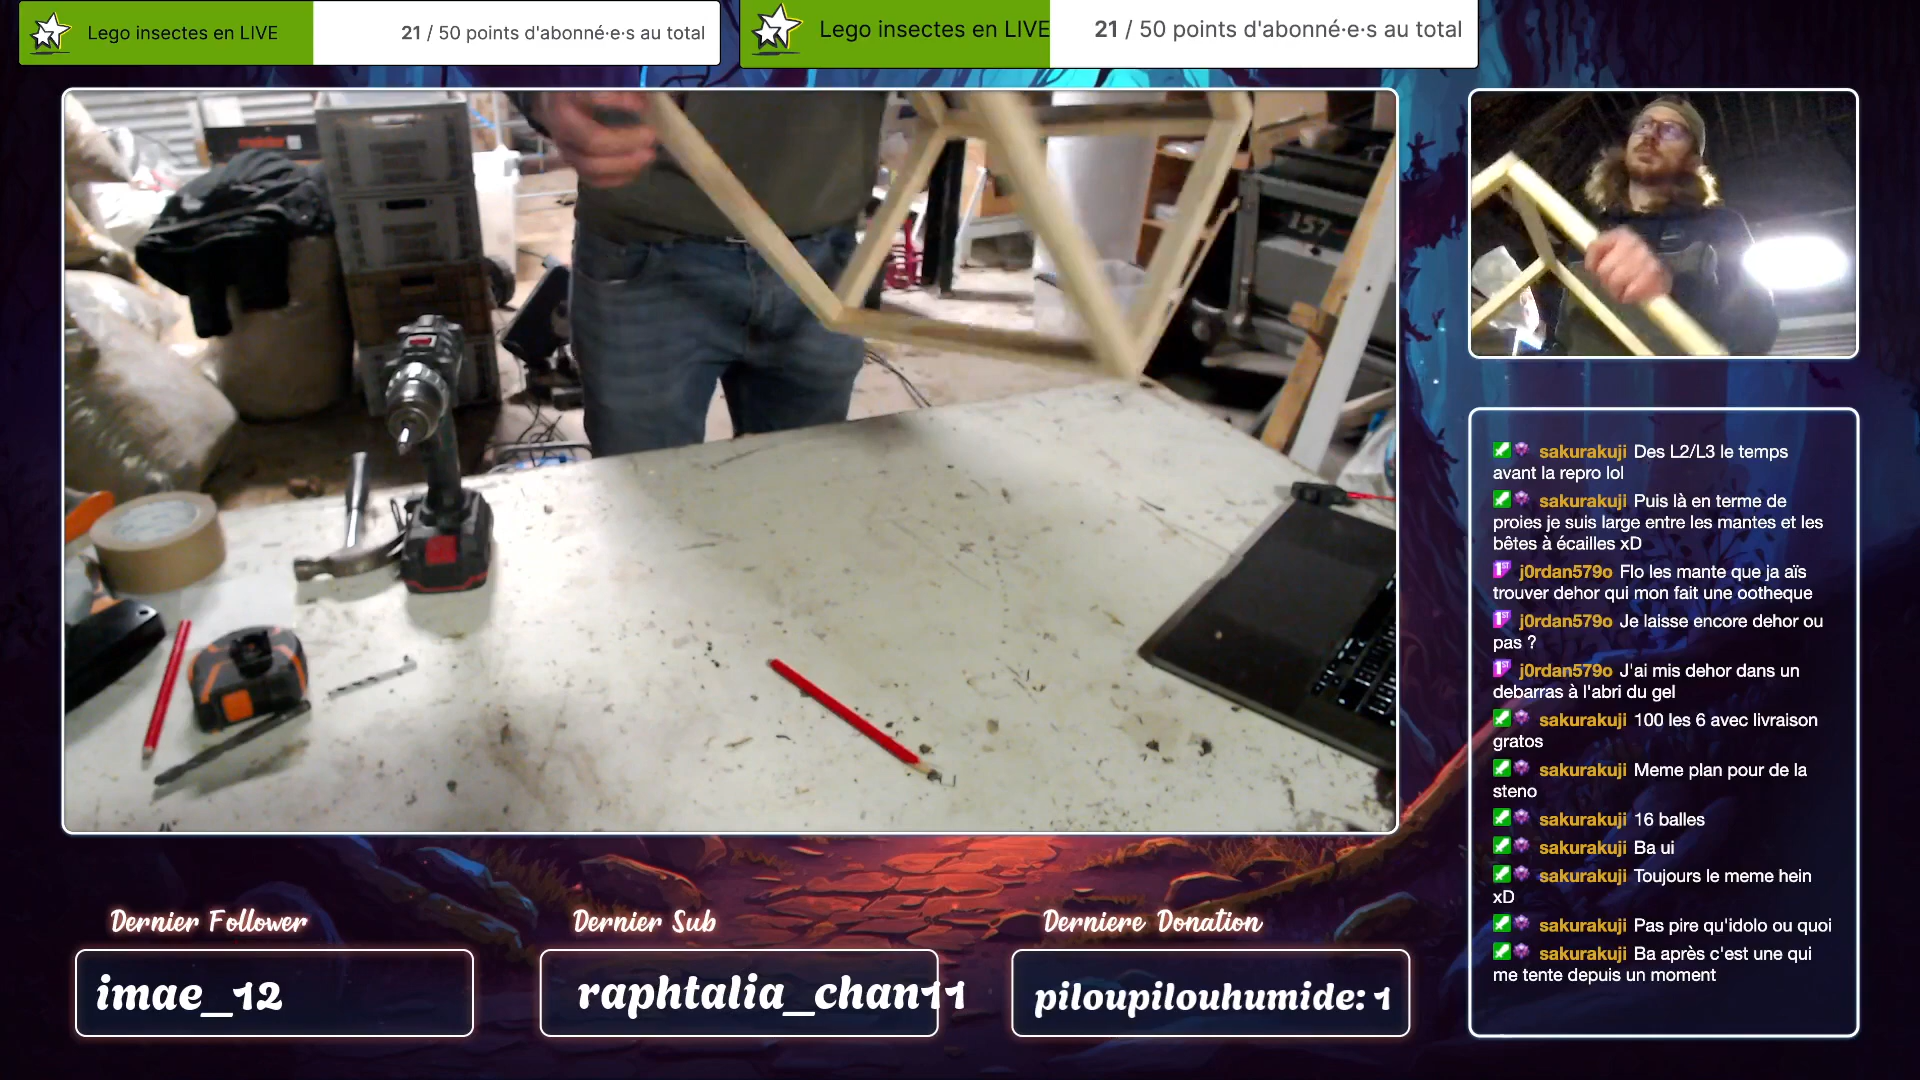 Lego insectes en LIVE
21 / 50 points d'abonné·e·s au total
Lego insectes en LIVE
21 / 50 points d'abonné·e·s au total
157
sakurakuji Des L2/L3 le temps
avant la repro lol
sakurakuji Puis là en terme de
proies je suis large entre les mantes et les
bêtes à écailles xD
1ST j0rdan579o Flo les mante que ja aïs
trouver dehor qui mon fait une ootheque
1ST j0rdan579o Je laisse encore dehor ou
pas ?
1ST j0rdan579o J'ai mis dehor dans un
debarras à l'abri du gel
sakurakuji 100 les 6 avec livraison
gratos
sakurakuji Meme plan pour de la
steno
sakurakuji 16 balles
sakurakuji Ba ui
sakurakuji Toujours le meme hein
xD
sakurakuji Pas pire qu'idolo ou quoi
sakurakuji Ba après c'est une qui
me tente depuis un moment
Dernier Follower
imae_12
Dernier Sub
raphtalia_chan11
Derniere Donation
piloupilouhumide: 1